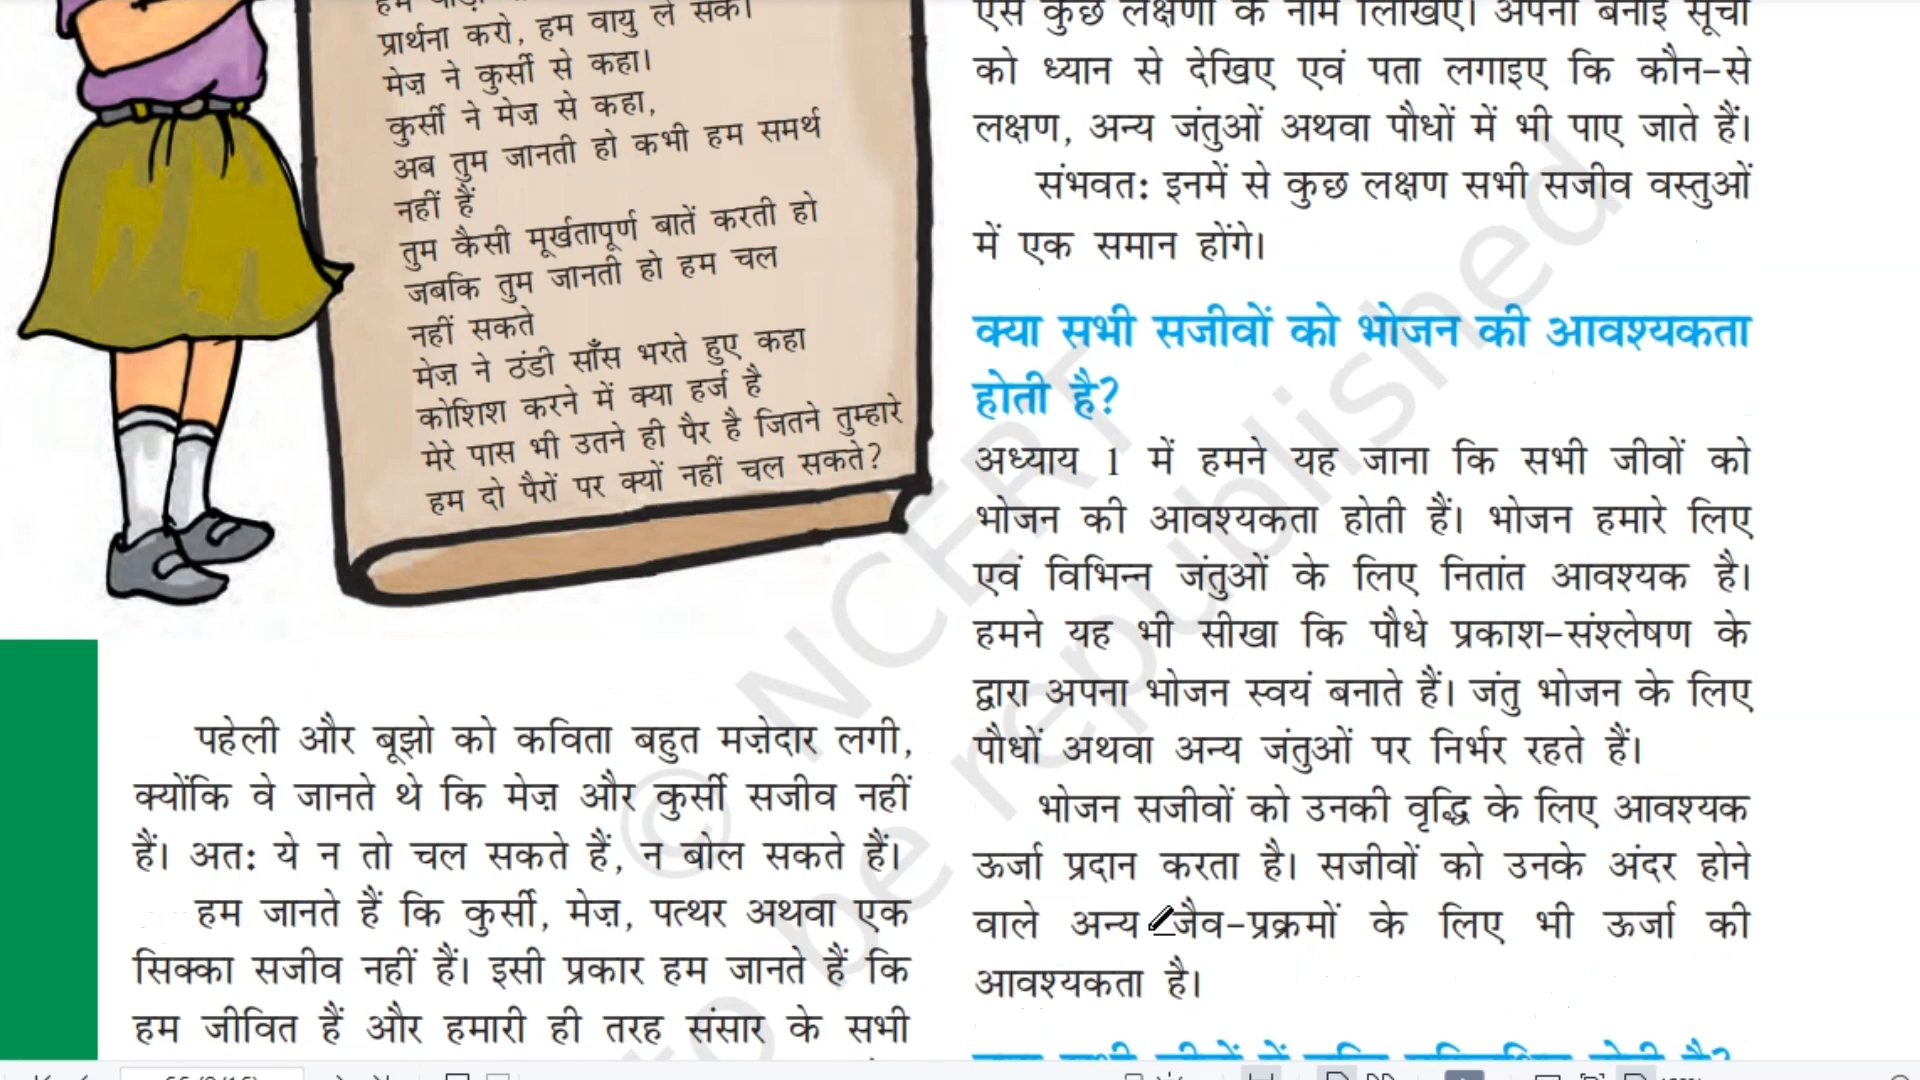 प्रार्थना करो, हम वायु ले सकें।
मेज़ ने कुर्सी से कहा।
कुर्सी ने मेज़ से कहा,
अब तुम जानती हो कभी हम समर्थ
नहीं हैं
तुम कैसी मूर्खतापूर्ण बातें करती हो
जबकि तुम जानती हो हम चल
नहीं सकते
मेज़ ने ठंडी साँस भरते हुए कहा
कोशिश करने में क्या हर्ज है
मेरे पास भी उतने ही पैर है जितने तुम्हारे
हम दो पैरों पर क्यों नहीं चल सकते?
पहेली और बूझो को कविता बहुत मज़ेदार लगी,
क्योंकि वे जानते थे कि मेज़ और कुर्सी सजीव नहीं
हैं। अत: ये न तो चल सकते हैं, न बोल सकते हैं।
हम जानते हैं कि कुर्सी, मेज़, पत्थर अथवा एक
सिक्का सजीव नहीं हैं। इसी प्रकार हम जानते हैं कि
हम जीवित हैं और हमारी ही तरह संसार के सभी
ऐसे कुछ लक्षणों के नाम लिखिए। अपनी बनाई सूची
को ध्यान से देखिए एवं पता लगाइए कि कौन-से
लक्षण, अन्य जंतुओं अथवा पौधों में भी पाए जाते हैं।
संभवत: इनमें से कुछ लक्षण सभी सजीव वस्तुओं
में एक समान होंगे।
क्या सभी सजीवों को भोजन की आवश्यकता
होती है?
अध्याय 1 में हमने यह जाना कि सभी जीवों को
भोजन की आवश्यकता होती हैं। भोजन हमारे लिए
एवं विभिन्न जंतुओं के लिए नितांत आवश्यक है।
हमने यह भी सीखा कि पौधे प्रकाश-संश्लेषण के
द्वारा अपना भोजन स्वयं बनाते हैं। जंतु भोजन के लिए
पौधों अथवा अन्य जंतुओं पर निर्भर रहते हैं।
भोजन सजीवों को उनकी वृद्धि के लिए आवश्यक
ऊर्जा प्रदान करता है। सजीवों को उनके अंदर होने
वाले अन्य जैव-प्रक्रमों के लिए भी ऊर्जा की
आवश्यकता है।
© NCERT
to be republished